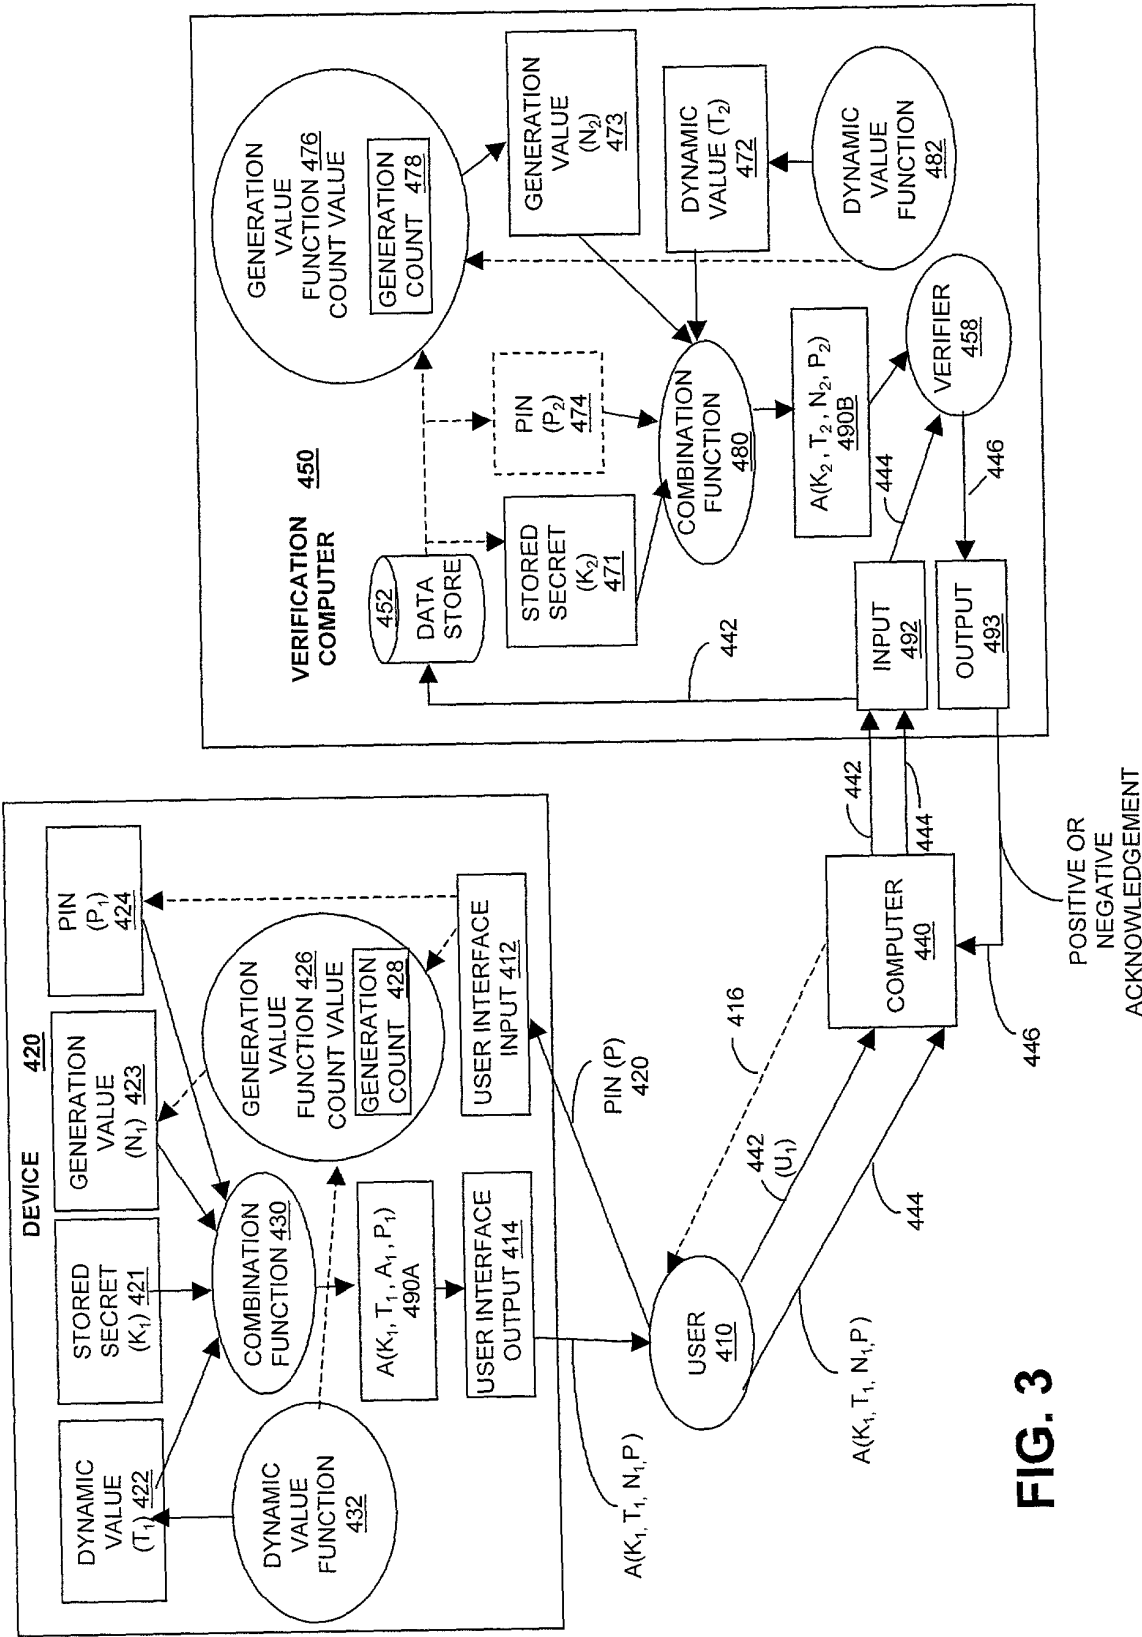 DEVICE 420
DYNAMIC
VALUE
(T1) 422
STORED
SECRET
(K1) 421
GENERATION
VALUE
(N1) 423
PIN
(P1)
424
DYNAMIC
VALUE
FUNCTION
432
COMBINATION
FUNCTION 430
GENERATION
VALUE
FUNCTION 426
COUNT VALUE
GENERATION
COUNT 428
A(K1, T1, A1, P1)
490A
USER INTERFACE
OUTPUT 414
USER INTERFACE
INPUT 412
A(K1, T1, N1,P)
PIN (P)
420
USER
410
416
442
(U1)
444
A(K1, T1, N1,P)
COMPUTER
440
442
444
446
POSITIVE OR
NEGATIVE
ACKNOWLEDGEMENT
VERIFICATION
COMPUTER 450
452
DATA
STORE
442
GENERATION
VALUE
FUNCTION 476
COUNT VALUE
GENERATION
COUNT 478
STORED
SECRET
(K2)
471
PIN
(P2)
474
GENERATION
VALUE
(N2)
473
DYNAMIC
VALUE (T2)
472
COMBINATION
FUNCTION
480
DYNAMIC
VALUE
FUNCTION
482
A(K2, T2, N2, P2)
490B
VERIFIER
458
444
446
INPUT
492
OUTPUT
493
FIG. 3